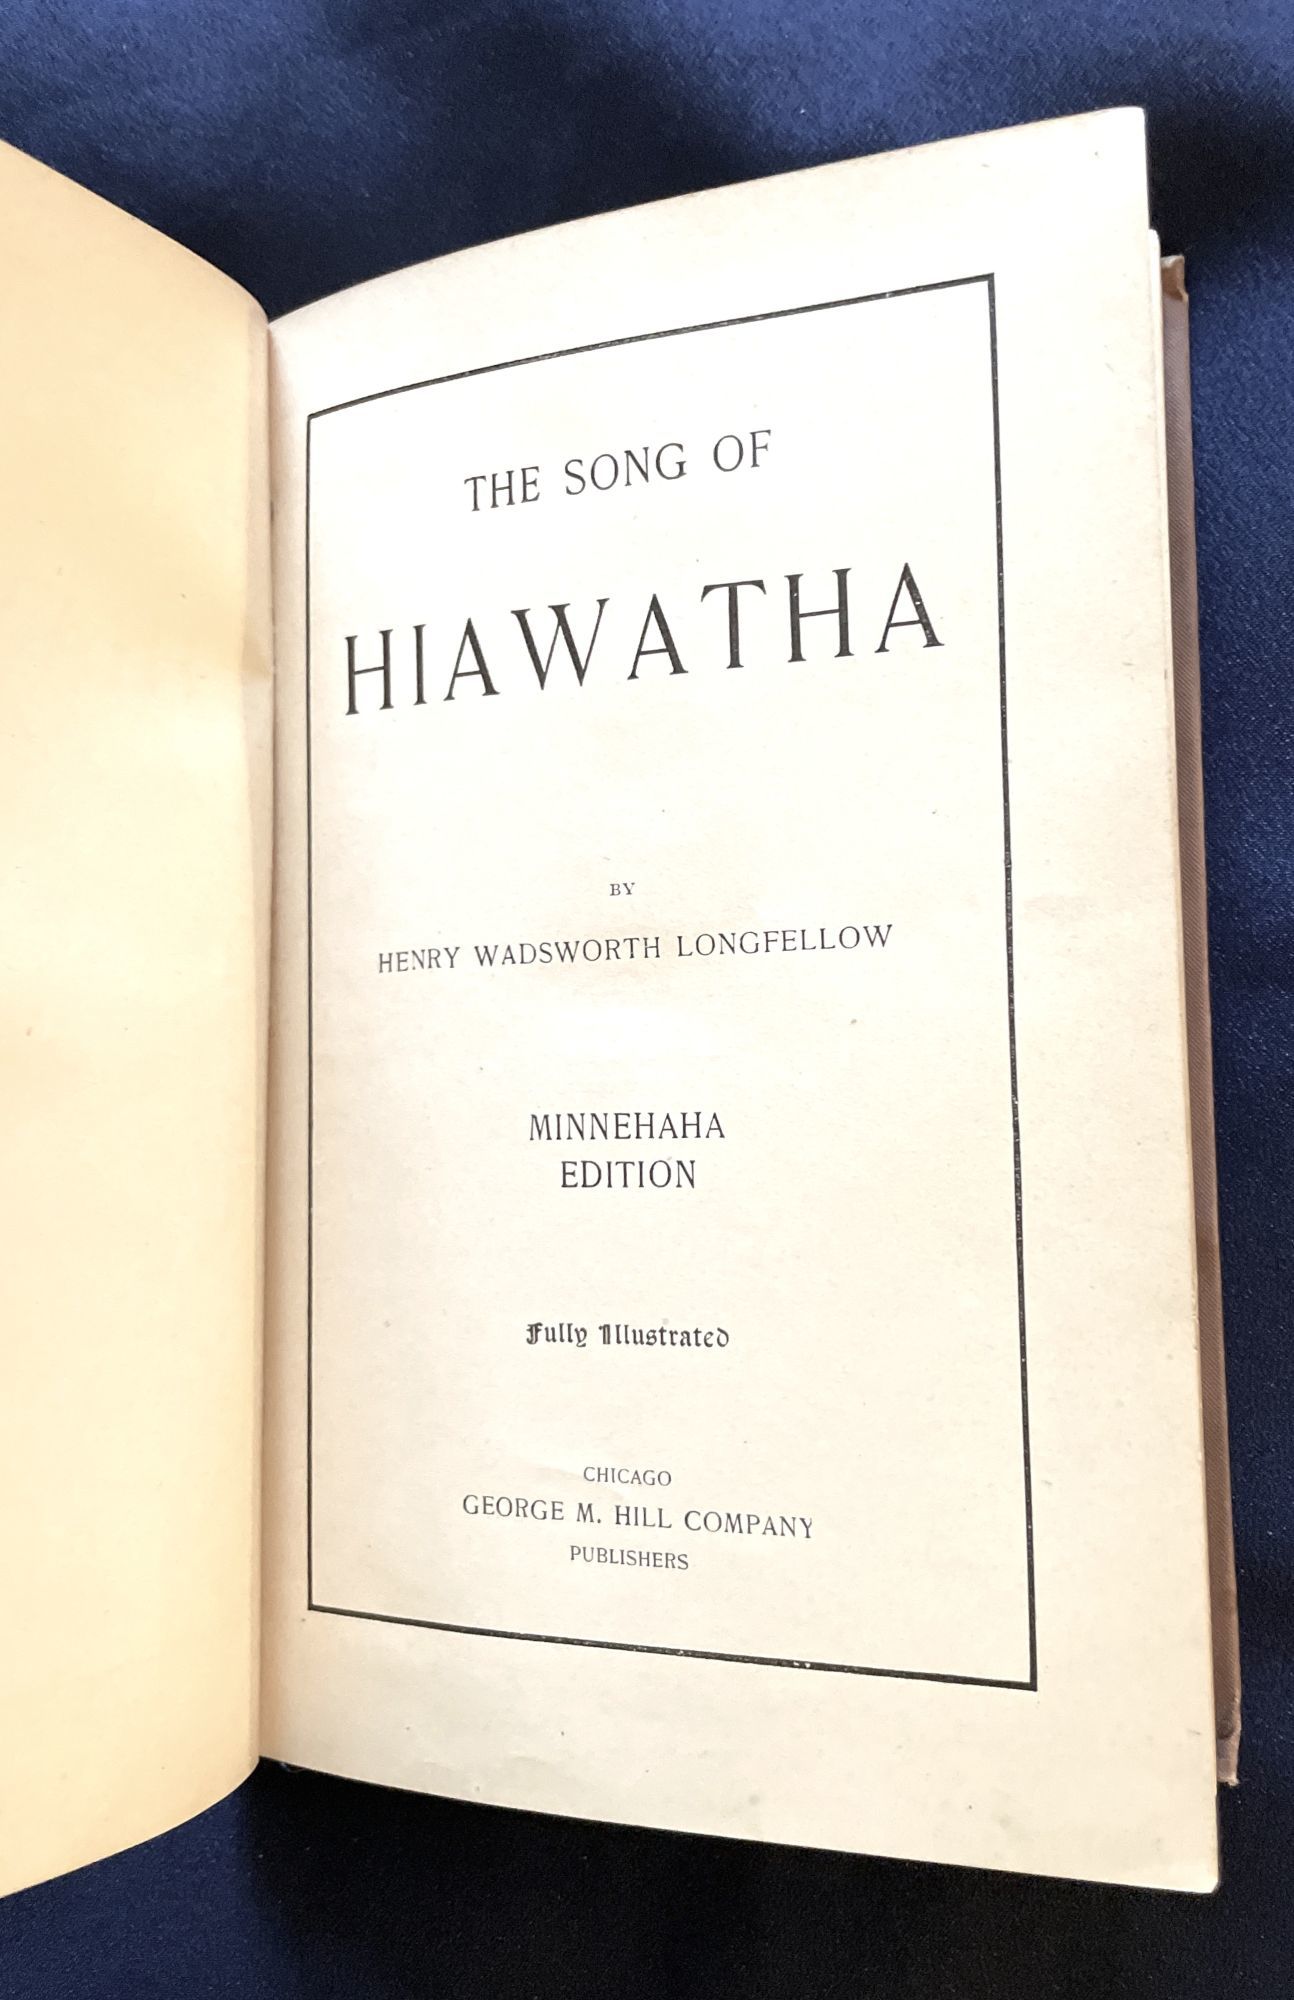 THE SONG OF
HIAWATHA
BY
HENRY WADSWORTH LONGFELLOW
MINNEHAHA
EDITION
Fully Illustrated
CHICAGO
GEORGE M. HILL COMPANY
PUBLISHERS